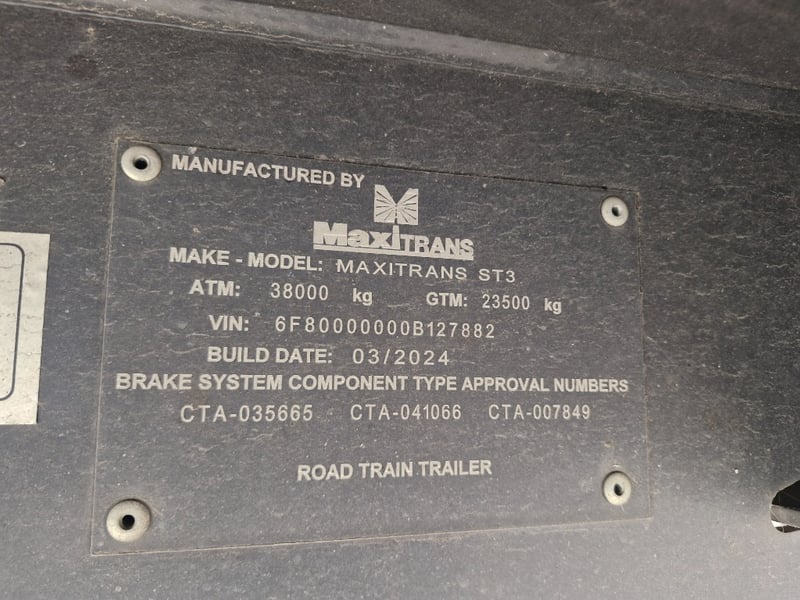 MANUFACTURED BY
MaxiTRANS
MAKE - MODEL: MAXITRANS ST3
ATM: 38000 kg GTM: 23500 kg
VIN: 6F80000000B127882
BUILD DATE: 03/2024
BRAKE SYSTEM COMPONENT TYPE APPROVAL NUMBERS
CTA-035665 CTA-041066 CTA-007849
ROAD TRAIN TRAILER